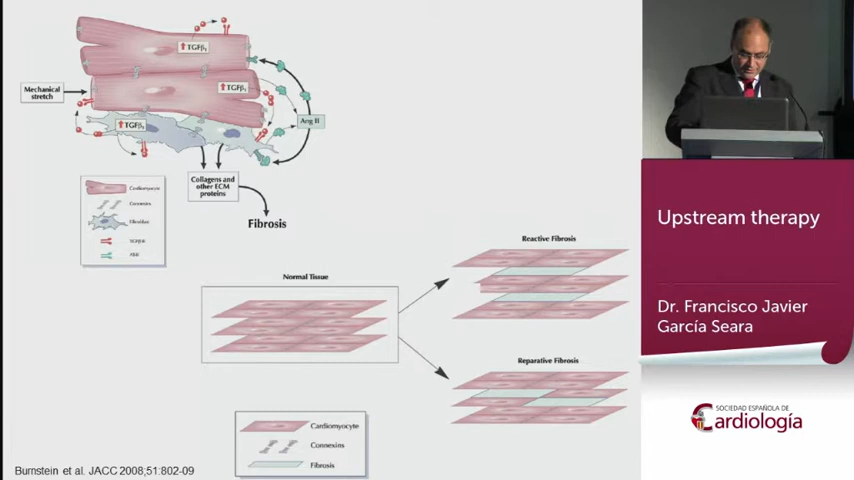 ↑TGFβ₁
↑TGFβ₁
Mechanical
stretch
↑TGFβ₁
Ang II
Collagens and
other ECM
proteins
Fibrosis
Cardiomyocyte
Connexins
Fibroblast
Normal Tissue
Reactive Fibrosis
Reparative Fibrosis
Cardiomyocyte
Connexins
Fibrosis
Burnstein et al. JACC 2008;51:802-09
Upstream therapy
Dr. Francisco Javier
García Seara
SOCIEDAD ESPAÑOLA DE
Cardiología